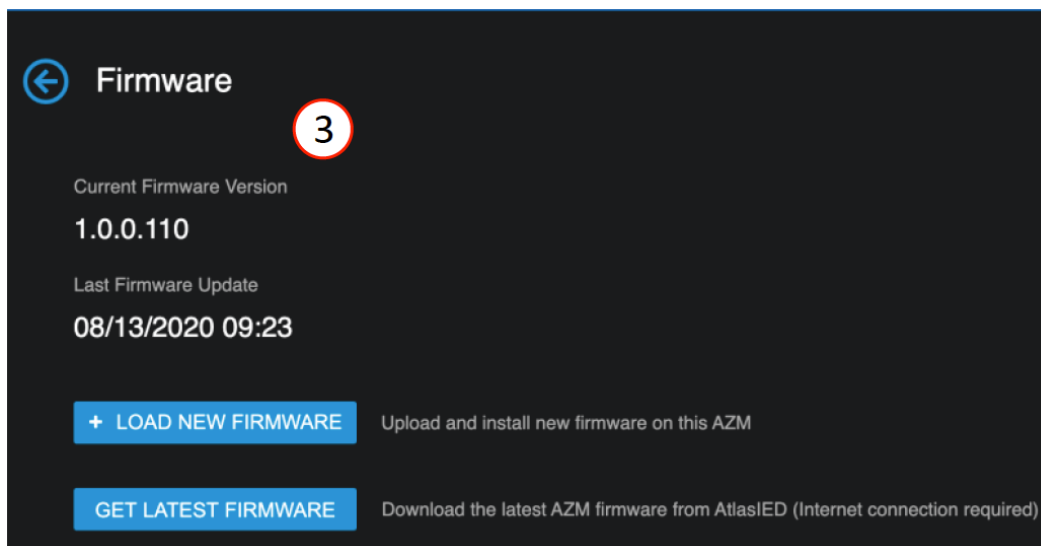 Firmware
3
Current Firmware Version
1.0.0.110
Last Firmware Update
08/13/2020 09:23
+ LOAD NEW FIRMWARE Upload and install new firmware on this AZM
GET LATEST FIRMWARE Download the latest AZM firmware from AtlasIED (Internet connection required)